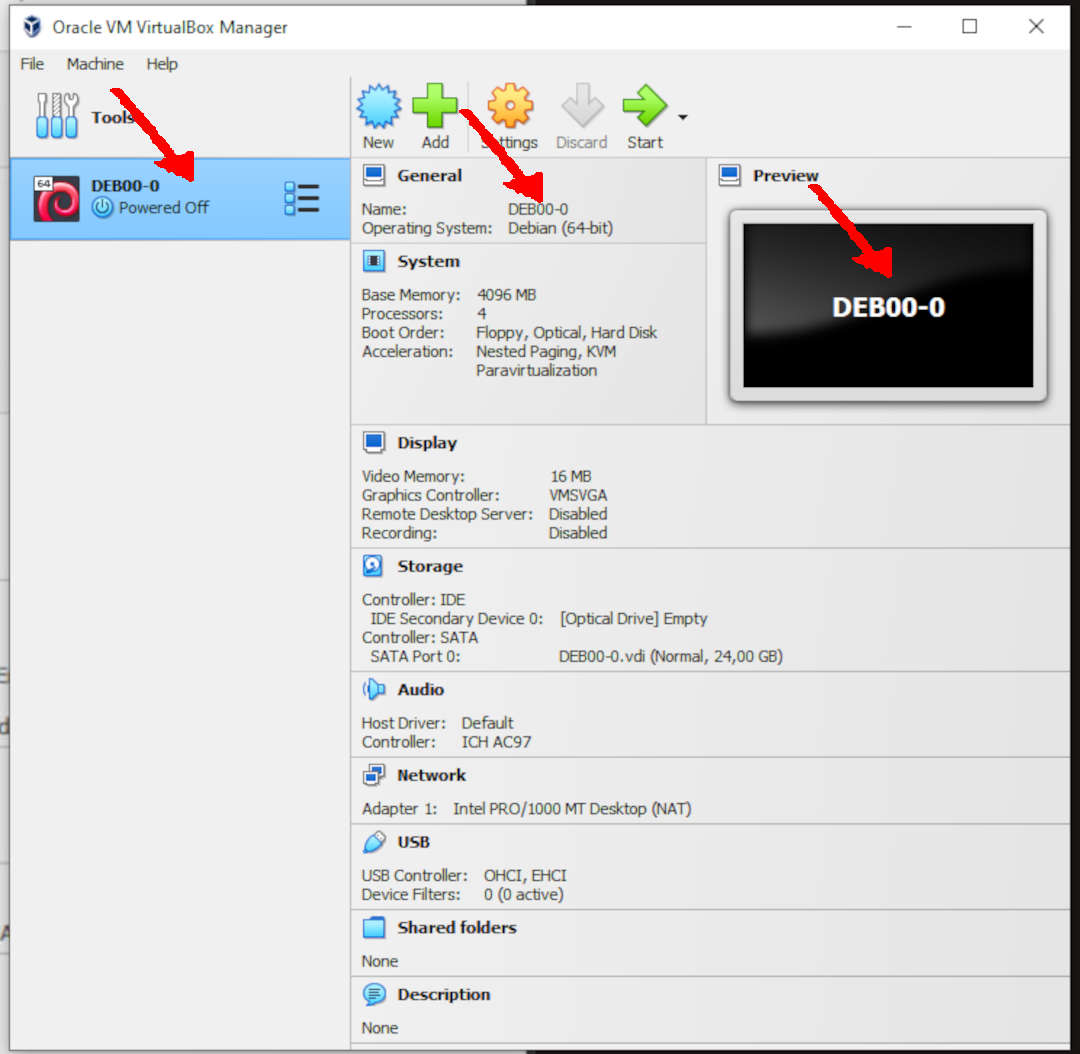 Oracle VM VirtualBox Manager
File Machine Help
Tools
New Add Settings Discard Start
64
DEB00-0
Powered Off
General
Name: DEB00-0
Operating System: Debian (64-bit)
Preview
DEB00-0
System
Base Memory: 4096 MB
Processors: 4
Boot Order: Floppy, Optical, Hard Disk
Acceleration: Nested Paging, KVM
Paravirtualization
Display
Video Memory: 16 MB
Graphics Controller: VMSVGA
Remote Desktop Server: Disabled
Recording: Disabled
Storage
Controller: IDE
IDE Secondary Device 0: [Optical Drive] Empty
Controller: SATA
SATA Port 0: DEB00-0.vdi (Normal, 24,00 GB)
Audio
Host Driver: Default
Controller: ICH AC97
Network
Adapter 1: Intel PRO/1000 MT Desktop (NAT)
USB
USB Controller: OHCI, EHCI
Device Filters: 0 (0 active)
Shared folders
None
Description
None